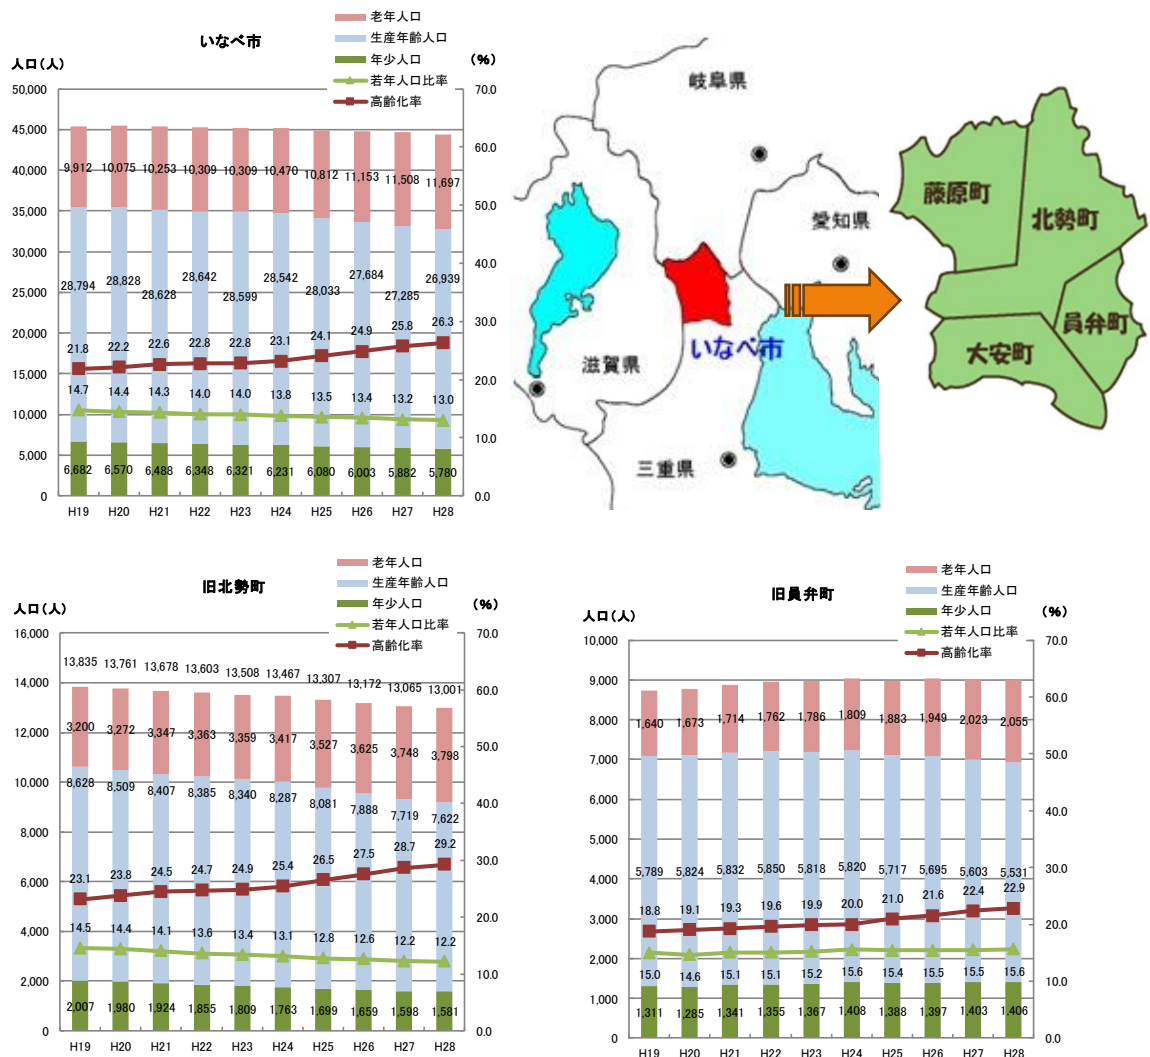 いなべ市
老年人口
生産年齢人口
年少人口
若年人口比率
高齢化率
人口(人)
(%)
50,000
45,000
40,000
35,000
30,000
25,000
20,000
15,000
10,000
5,000
0
70.0
60.0
50.0
40.0
30.0
20.0
10.0
0.0
9,912 10,075 10,253 10,309 10,309 10,470 10,812 11,153 11,508 11,697
28,794 28,828 28,628 28,642 28,599 28,542 28,033 27,684 27,285 26,939
21.8 22.2 22.6 22.8 22.8 23.1 24.1 24.9 25.8 26.3
14.7 14.4 14.3 14.0 14.0 13.8 13.5 13.4 13.2 13.0
6,682 6,570 6,488 6,348 6,321 6,231 6,080 6,003 5,882 5,780
H19 H20 H21 H22 H23 H24 H25 H26 H27 H28
岐阜県
愛知県
滋賀県
いなべ市
三重県
藤原町
北勢町
員弁町
大安町
旧北勢町
老年人口
生産年齢人口
年少人口
若年人口比率
高齢化率
人口(人)
(%)
16,000
14,000
12,000
10,000
8,000
6,000
4,000
2,000
0
70.0
60.0
50.0
40.0
30.0
20.0
10.0
0.0
13,835 13,761 13,678 13,603 13,508 13,467 13,307 13,172 13,065 13,001
3,200 3,272 3,347 3,363 3,359 3,417 3,527 3,625 3,748 3,798
8,628 8,509 8,407 8,385 8,340 8,287 8,081 7,888 7,719 7,622
23.1 23.8 24.5 24.7 24.9 25.4 26.5 27.5 28.7 29.2
14.5 14.4 14.1 13.6 13.4 13.1 12.8 12.6 12.2 12.2
2,007 1,980 1,924 1,855 1,809 1,763 1,699 1,659 1,598 1,581
H19 H20 H21 H22 H23 H24 H25 H26 H27 H28
旧員弁町
老年人口
生産年齢人口
年少人口
若年人口比率
高齢化率
人口(人)
(%)
10,000
9,000
8,000
7,000
6,000
5,000
4,000
3,000
2,000
1,000
0
70.0
60.0
50.0
40.0
30.0
20.0
10.0
0.0
1,640 1,673 1,714 1,762 1,786 1,809 1,883 1,949 2,023 2,055
5,789 5,824 5,832 5,850 5,818 5,820 5,717 5,695 5,603 5,531
18.8 19.1 19.3 19.6 19.9 20.0 21.0 21.6 22.4 22.9
15.0 14.6 15.1 15.1 15.2 15.6 15.4 15.5 15.5 15.6
1,311 1,285 1,341 1,355 1,367 1,408 1,388 1,397 1,403 1,406
H19 H20 H21 H22 H23 H24 H25 H26 H27 H28